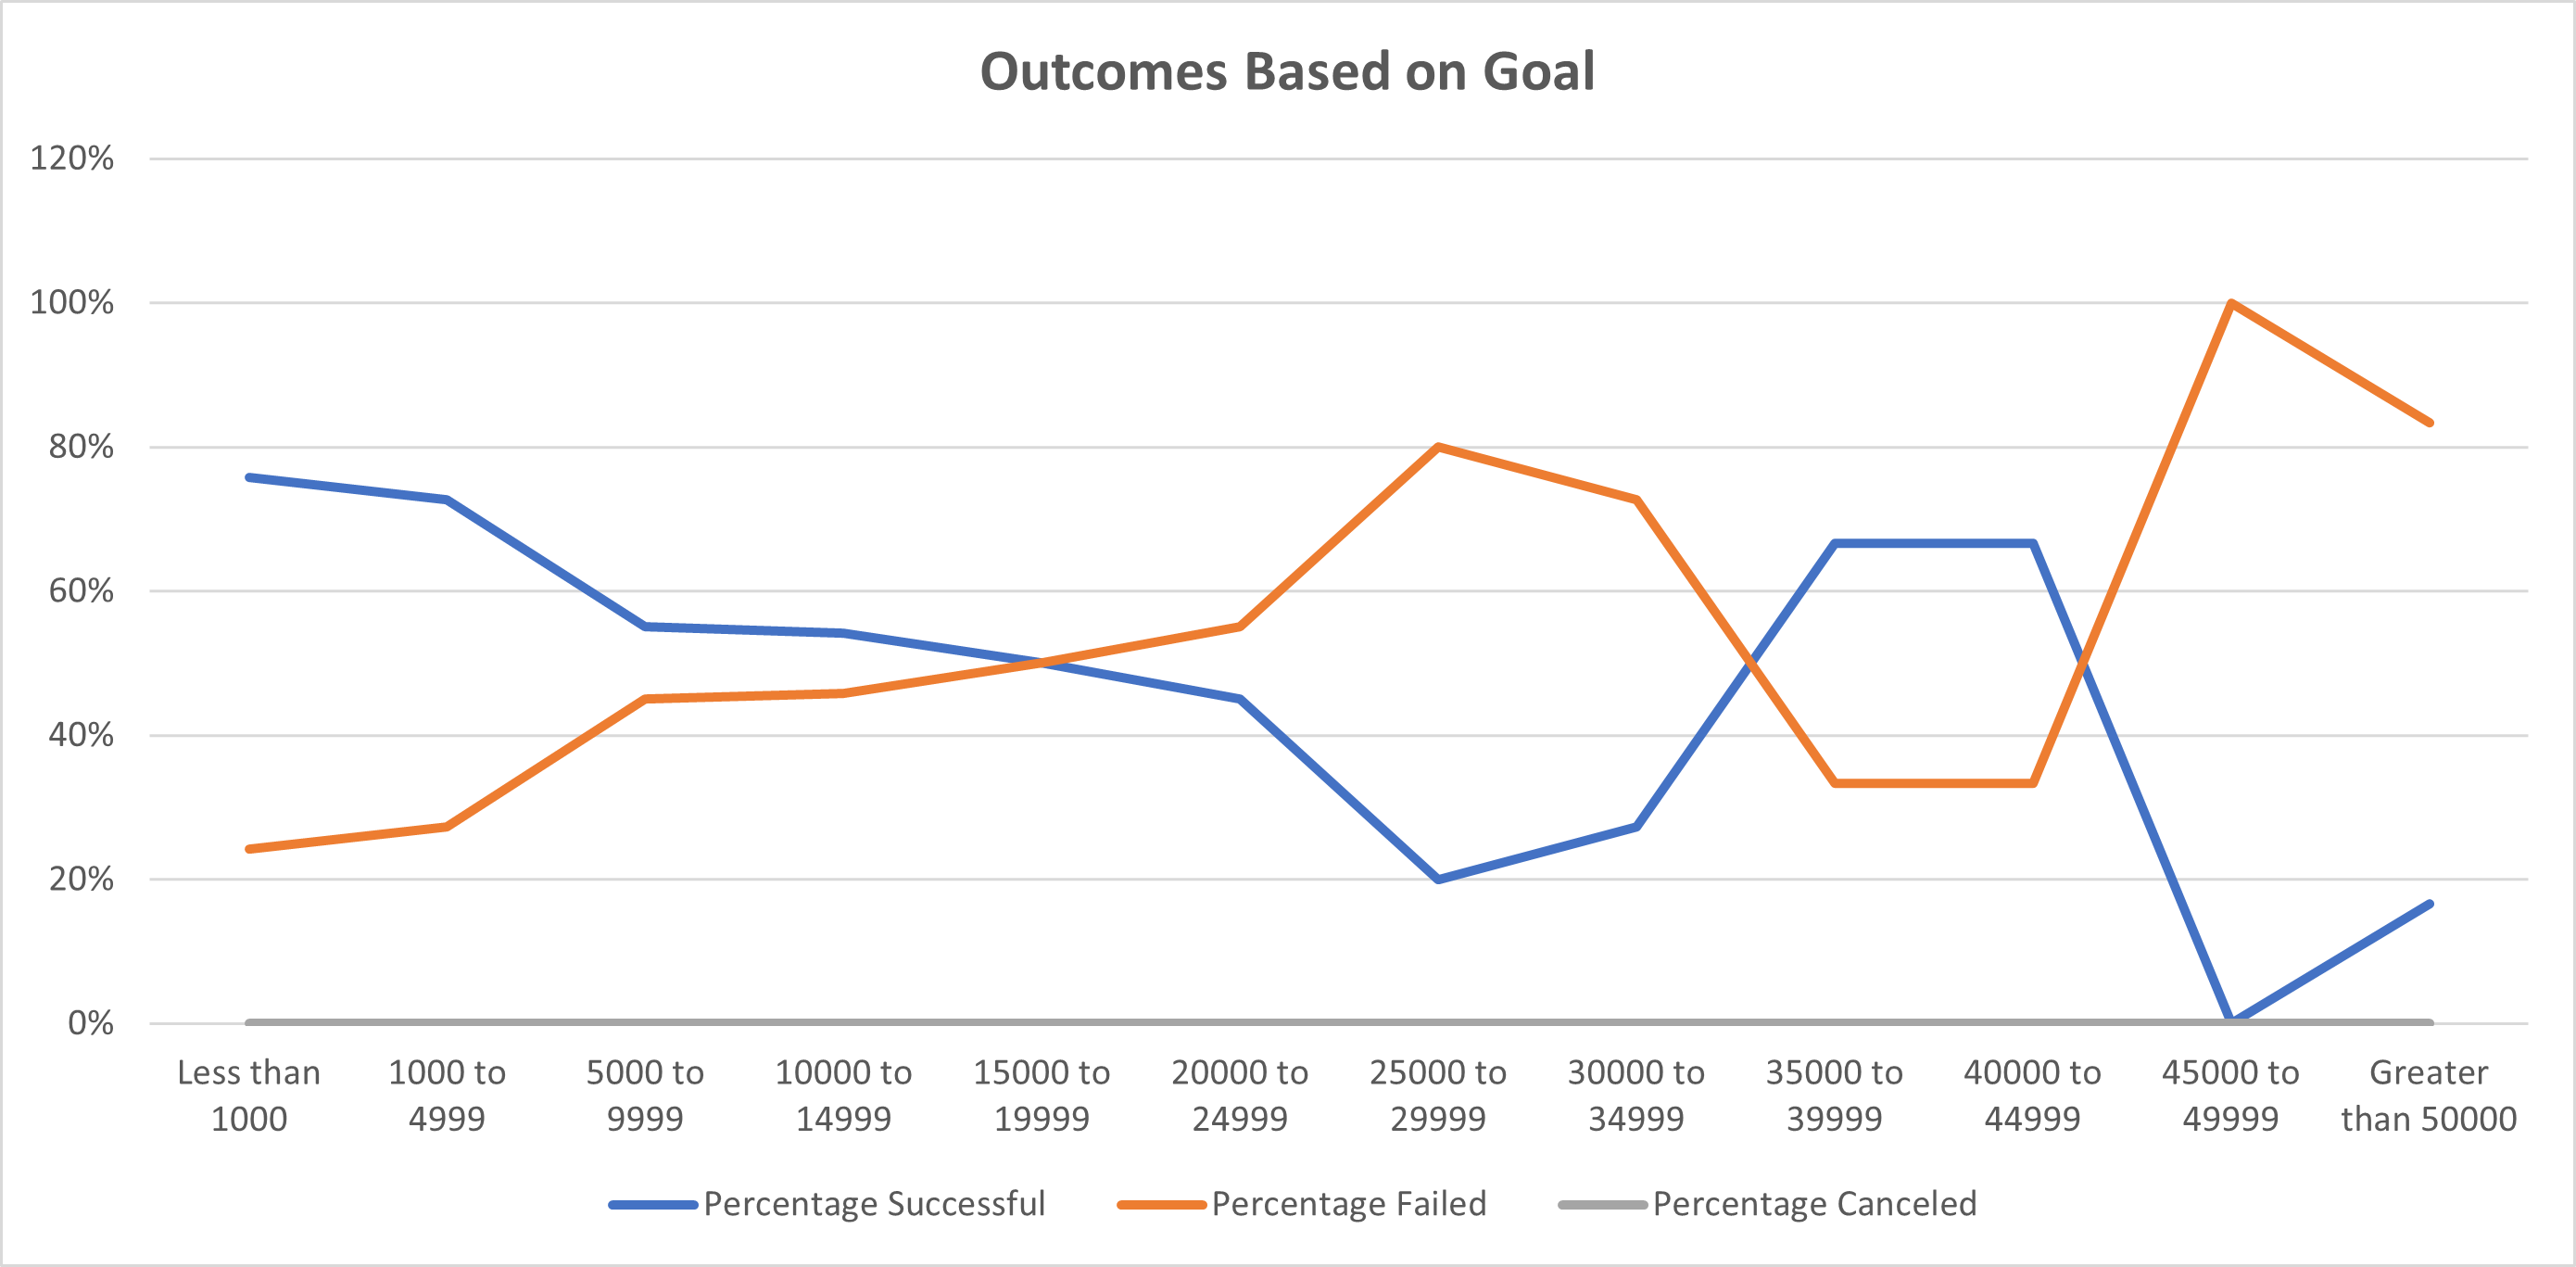 Outcomes Based on Goal
120%
100%
80%
60%
40%
20%
0%
Less than 1000
1000 to 4999
5000 to 9999
10000 to 14999
15000 to 19999
20000 to 24999
25000 to 29999
30000 to 34999
35000 to 39999
40000 to 44999
45000 to 49999
Greater than 50000
Percentage Successful
Percentage Failed
Percentage Canceled